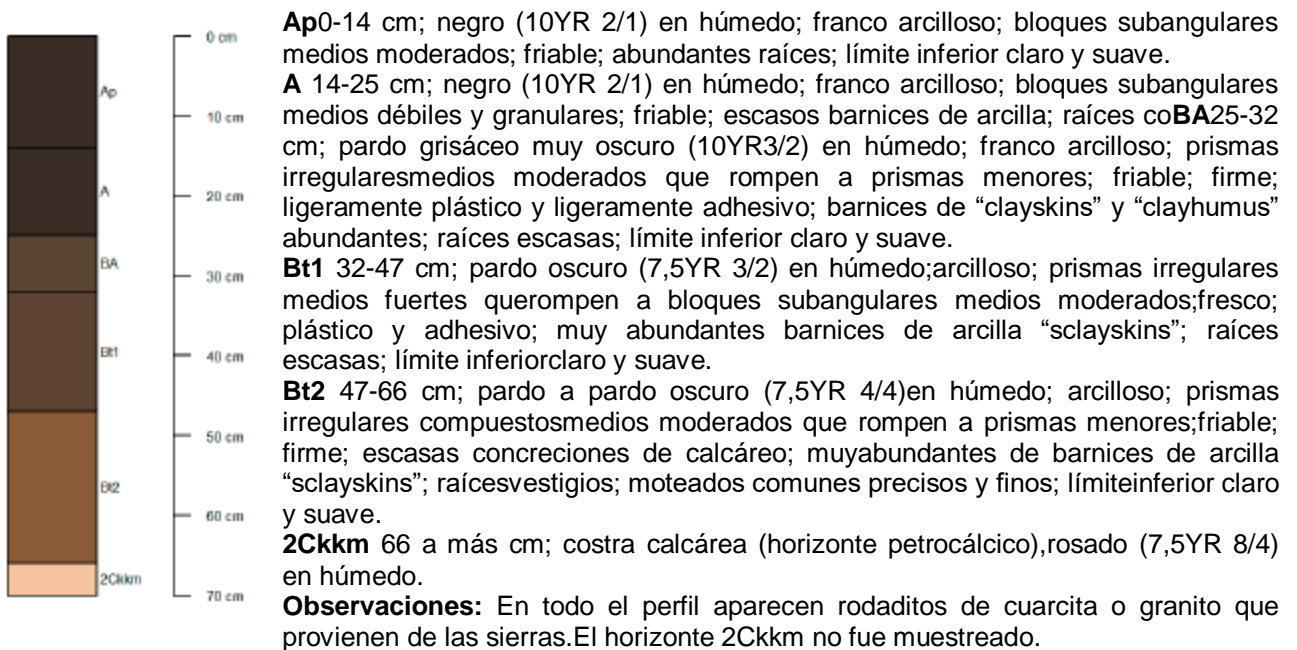 0 cm
Ap
10 cm
A
20 cm
BA
30 cm
Bt1
40 cm
50 cm
Bt2
60 cm
2Ckkm
70 cm
Ap0-14 cm; negro (10YR 2/1) en húmedo; franco arcilloso; bloques subangulares
medios moderados; friable; abundantes raíces; límite inferior claro y suave.
A 14-25 cm; negro (10YR 2/1) en húmedo; franco arcilloso; bloques subangulares
medios débiles y granulares; friable; escasos barnices de arcilla; raíces coBA25-32
cm; pardo grisáceo muy oscuro (10YR3/2) en húmedo; franco arcilloso; prismas
irregularesmedios moderados que rompen a prismas menores; friable; firme;
ligeramente plástico y ligeramente adhesivo; barnices de “clayskins” y “clayhumus”
abundantes; raíces escasas; límite inferior claro y suave.
Bt1 32-47 cm; pardo oscuro (7,5YR 3/2) en húmedo;arcilloso; prismas irregulares
medios fuertes querompen a bloques subangulares medios moderados;fresco;
plástico y adhesivo; muy abundantes barnices de arcilla “sclayskins”; raíces
escasas; límite inferiorclaro y suave.
Bt2 47-66 cm; pardo a pardo oscuro (7,5YR 4/4)en húmedo; arcilloso; prismas
irregulares compuestosmedios moderados que rompen a prismas menores;friable;
firme; escasas concreciones de calcáreo; muyabundantes de barnices de arcilla
“sclayskins”; raícesvestigios; moteados comunes precisos y finos; límiteinferior claro
y suave.
2Ckkm 66 a más cm; costra calcárea (horizonte petrocálcico),rosado (7,5YR 8/4)
en húmedo.
Observaciones: En todo el perfil aparecen rodaditos de cuarcita o granito que
provienen de las sierras.El horizonte 2Ckkm no fue muestreado.